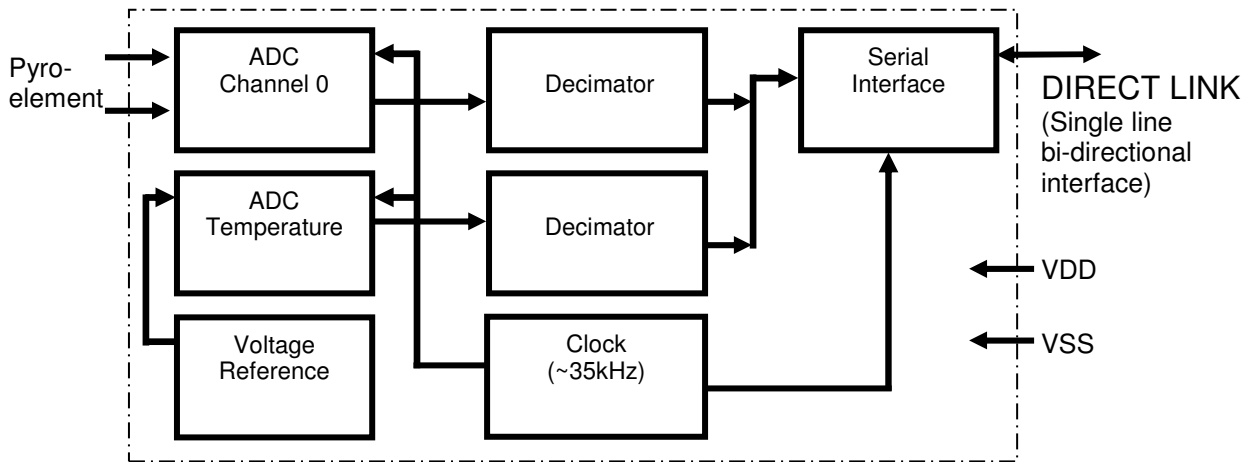 Pyro-
element
ADC
Channel 0
Decimator
Serial
Interface
DIRECT LINK
(Single line
bi-directional
interface)
ADC
Temperature
Decimator
VDD
Voltage
Reference
Clock
(~35kHz)
VSS